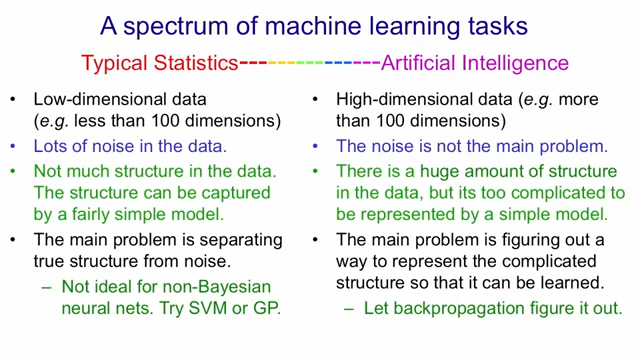 A spectrum of machine learning tasks
Typical Statistics----------------Artificial Intelligence
• Low-dimensional data
(e.g. less than 100 dimensions)
• Lots of noise in the data.
• Not much structure in the data.
The structure can be captured
by a fairly simple model.
• The main problem is separating
true structure from noise.
– Not ideal for non-Bayesian
neural nets. Try SVM or GP.
• High-dimensional data (e.g. more
than 100 dimensions)
• The noise is not the main problem.
• There is a huge amount of structure
in the data, but its too complicated to
be represented by a simple model.
• The main problem is figuring out a
way to represent the complicated
structure so that it can be learned.
– Let backpropagation figure it out.